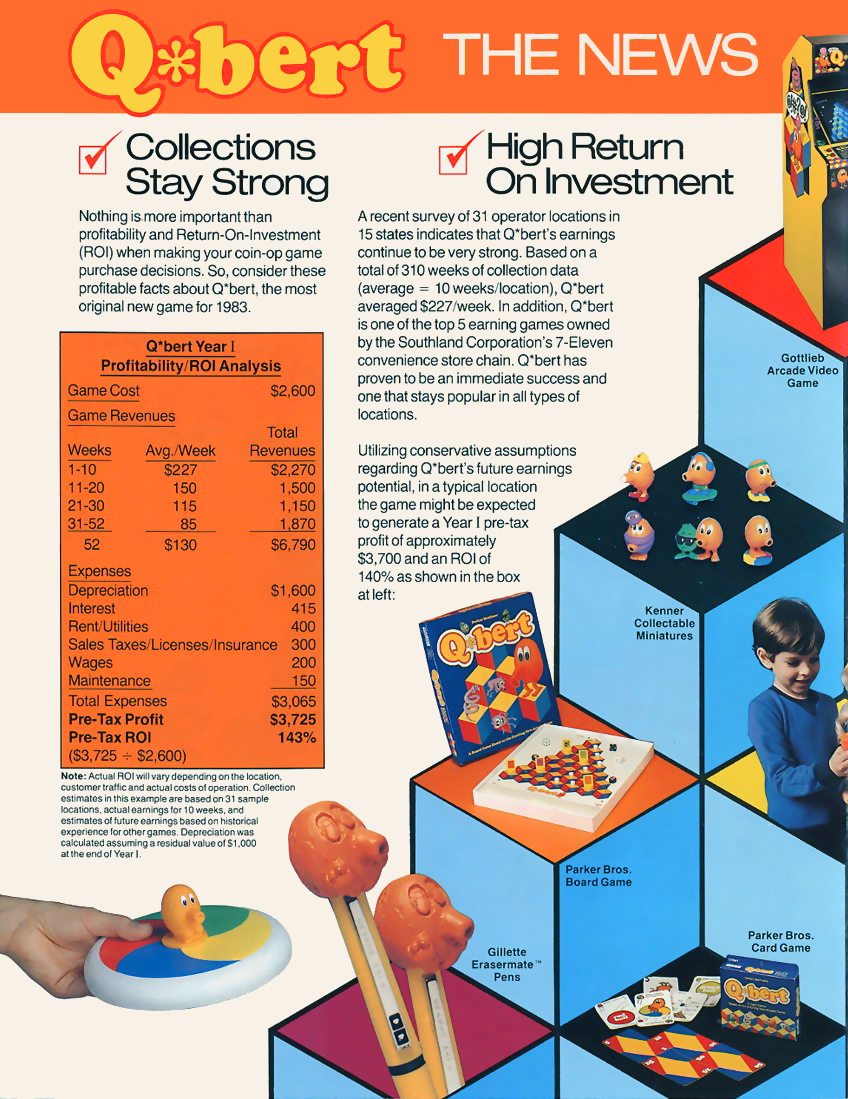 Q*bert THE NEWS
Collections
Stay Strong
Nothing is more important than
profitability and Return-On-Investment
(ROI) when making your coin-op game
purchase decisions. So, consider these
profitable facts about Q*bert, the most
original new game for 1983.
Q*bert Year I
Profitability/ROI Analysis
Game Cost $2,600
Game Revenues
Total
Weeks Avg./Week Revenues
1-10 $227 $2,270
11-20 150 1,500
21-30 115 1,150
31-52 85 1,870
52 $130 $6,790
Expenses
Depreciation $1,600
Interest 415
Rent/Utilities 400
Sales Taxes/Licenses/Insurance 300
Wages 200
Maintenance 150
Total Expenses $3,065
Pre-Tax Profit $3,725
Pre-Tax ROI 143%
($3,725 ÷ $2,600)
Note: Actual ROI will vary depending on the location,
customer traffic and actual costs of operation. Collection
estimates in this example are based on 31 sample
locations, actual earnings for 10 weeks, and
estimates of future earnings based on historical
experience for other games. Depreciation was
calculated assuming a residual value of $1,000
at the end of Year I.
High Return
On Investment
A recent survey of 31 operator locations in
15 states indicates that Q*bert's earnings
continue to be very strong. Based on a
total of 310 weeks of collection data
(average = 10 weeks/location), Q*bert
averaged $227/week. In addition, Q*bert
is one of the top 5 earning games owned
by the Southland Corporation's 7-Eleven
convenience store chain. Q*bert has
proven to be an immediate success and
one that stays popular in all types of
locations.
Utilizing conservative assumptions
regarding Q*bert's future earnings
potential, in a typical location
the game might be expected
to generate a Year I pre-tax
profit of approximately
$3,700 and an ROI of
140% as shown in the box
at left:
Gottlieb
Arcade Video
Game
Kenner
Collectable
Miniatures
Q*bert
Parker Bros.
Board Game
Gillette
Erasermate™
Pens
Parker Bros.
Card Game
Q*bert